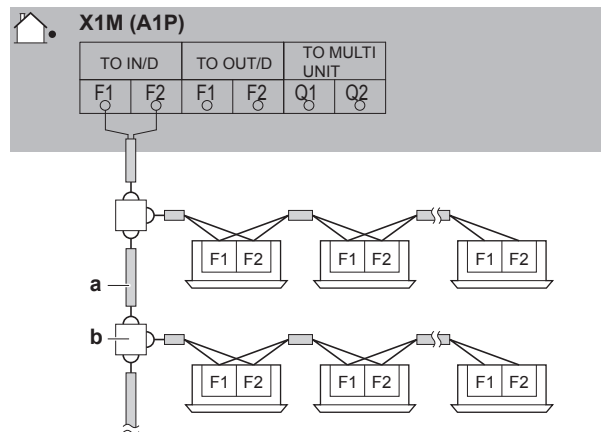 X1M (A1P)
TO IN/D TO OUT/D TO MULTI UNIT
F1 F2 F1 F2 Q1 Q2
F1 F2 F1 F2 F1 F2
a
b
F1 F2 F1 F2 F1 F2